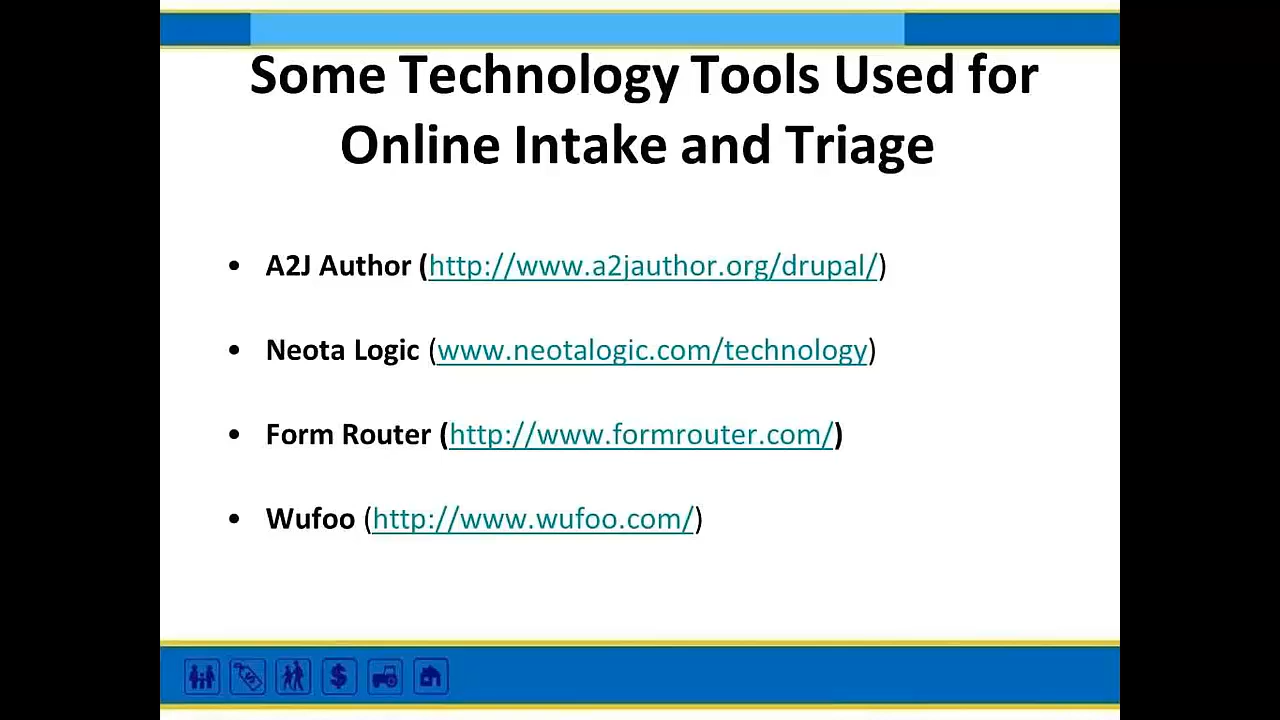 Some Technology Tools Used for
Online Intake and Triage
• A2J Author (http://www.a2jauthor.org/drupal/)
• Neota Logic (www.neotalogic.com/technology)
• Form Router (http://www.formrouter.com/)
• Wufoo (http://www.wufoo.com/)
$